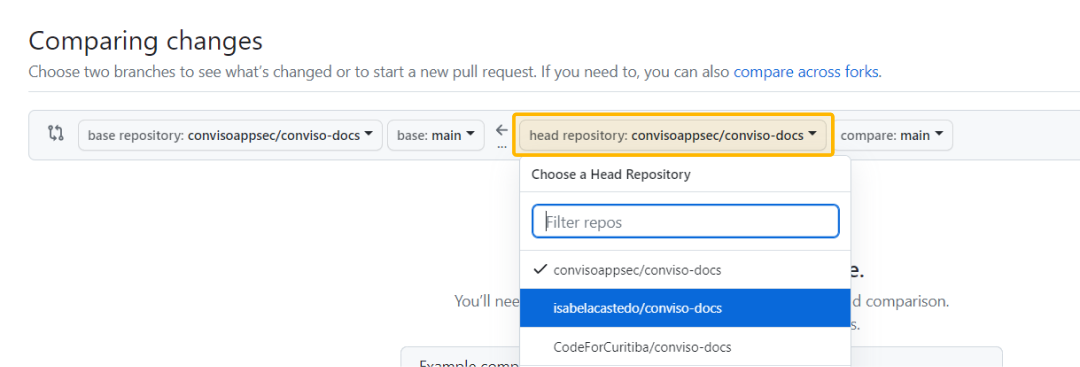 Comparing changes
Choose two branches to see what's changed or to start a new pull request. If you need to, you can also compare across forks.
base repository: convisoappsec/conviso-docs base: main ... head repository: convisoappsec/conviso-docs compare: main
Choose a Head Repository
Filter repos
convisoappsec/conviso-docs e.
You'll nee isabelacastedo/conviso-docs d comparison.
s.
CodeForCuritiba/conviso-docs
Example comp